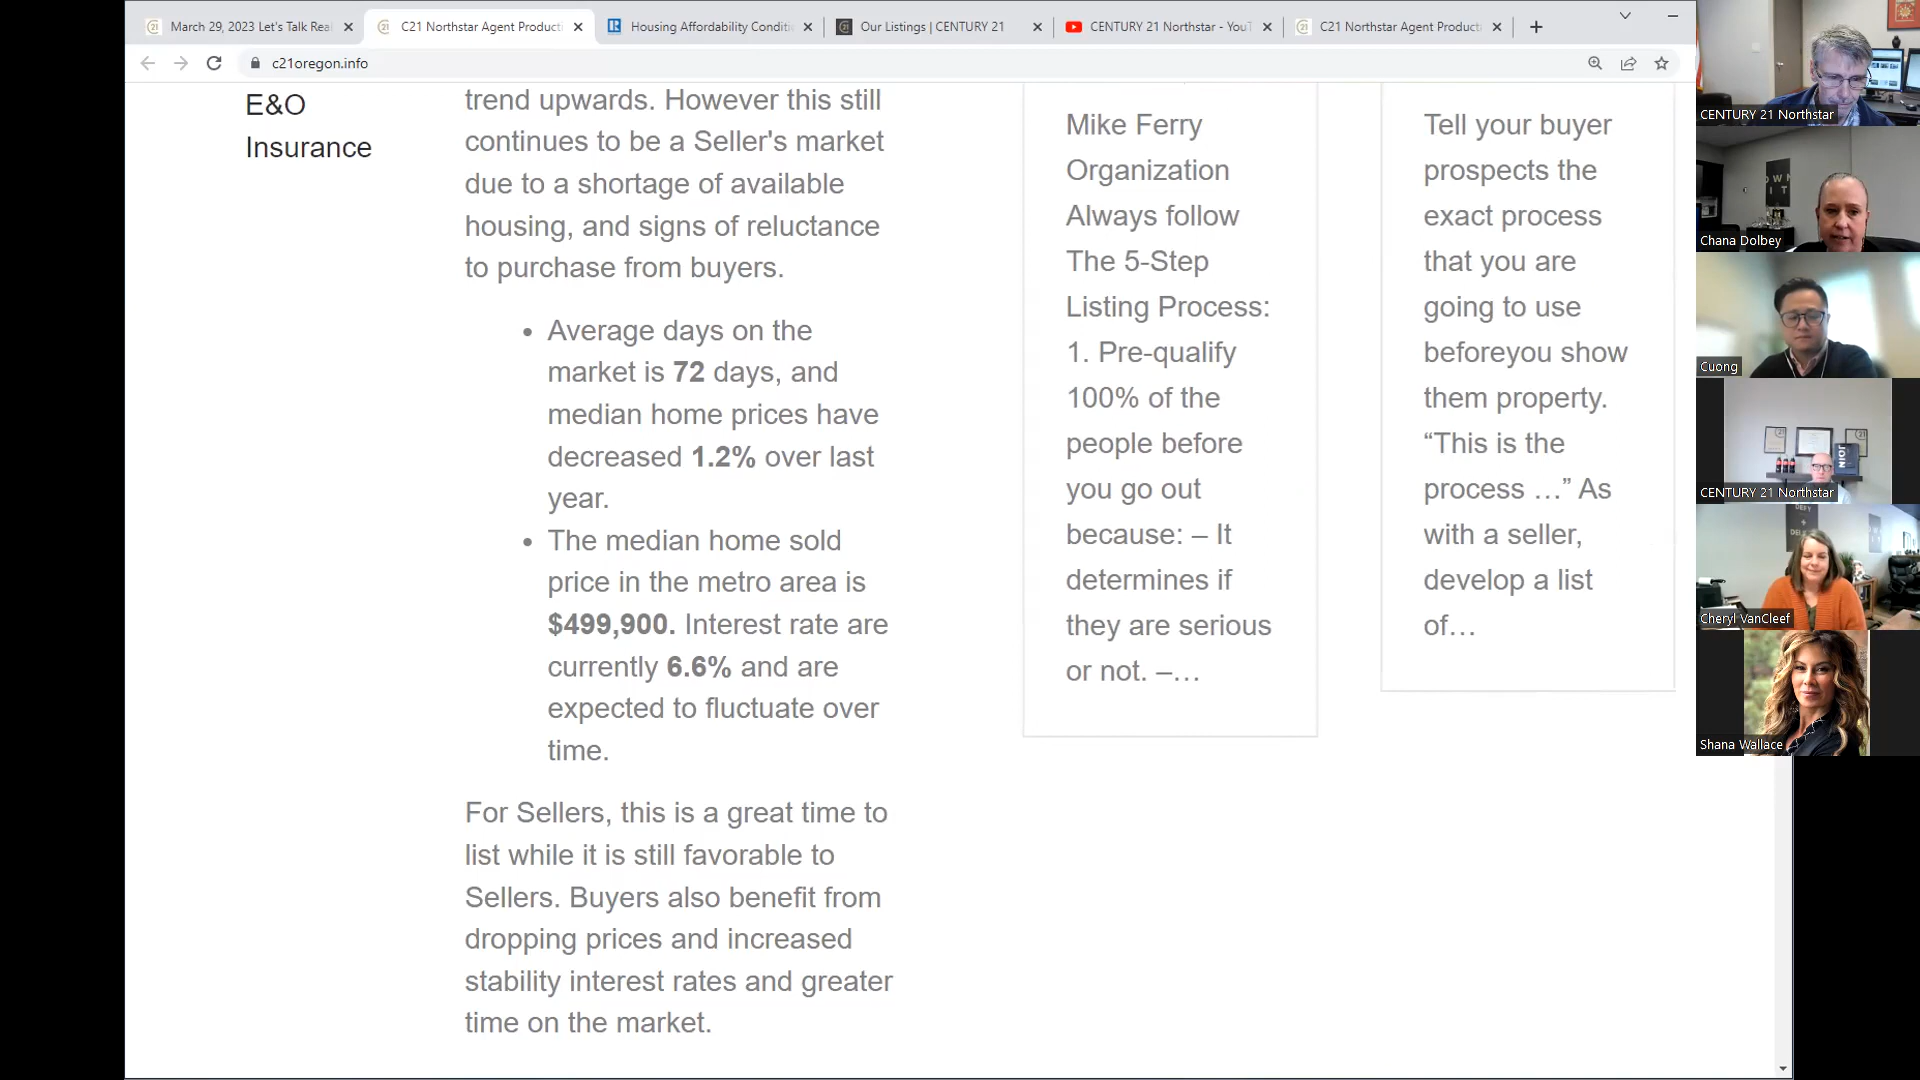 March 29, 2023 Let's Talk Real
C21 Northstar Agent Producti
Housing Affordability Conditi
Our Listings | CENTURY 21
CENTURY 21 Northstar - YouT
C21 Northstar Agent Producti
c21oregon.info
E&O
Insurance
trend upwards. However this still
continues to be a Seller's market
due to a shortage of available
housing, and signs of reluctance
to purchase from buyers.
• Average days on the
market is 72 days, and
median home prices have
decreased 1.2% over last
year.
• The median home sold
price in the metro area is
$499,900. Interest rate are
currently 6.6% and are
expected to fluctuate over
time.
For Sellers, this is a great time to
list while it is still favorable to
Sellers. Buyers also benefit from
dropping prices and increased
stability interest rates and greater
time on the market.
Mike Ferry
Organization
Always follow
The 5-Step
Listing Process:
1. Pre-qualify
100% of the
people before
you go out
because: – It
determines if
they are serious
or not. –…
Tell your buyer
prospects the
exact process
that you are
going to use
beforeyou show
them property.
“This is the
process …” As
with a seller,
develop a list
of…
CENTURY 21 Northstar
Chana Dolbey
Cuong
JOIN
CENTURY 21 Northstar
Cheryl VanCleef
Shana Wallace